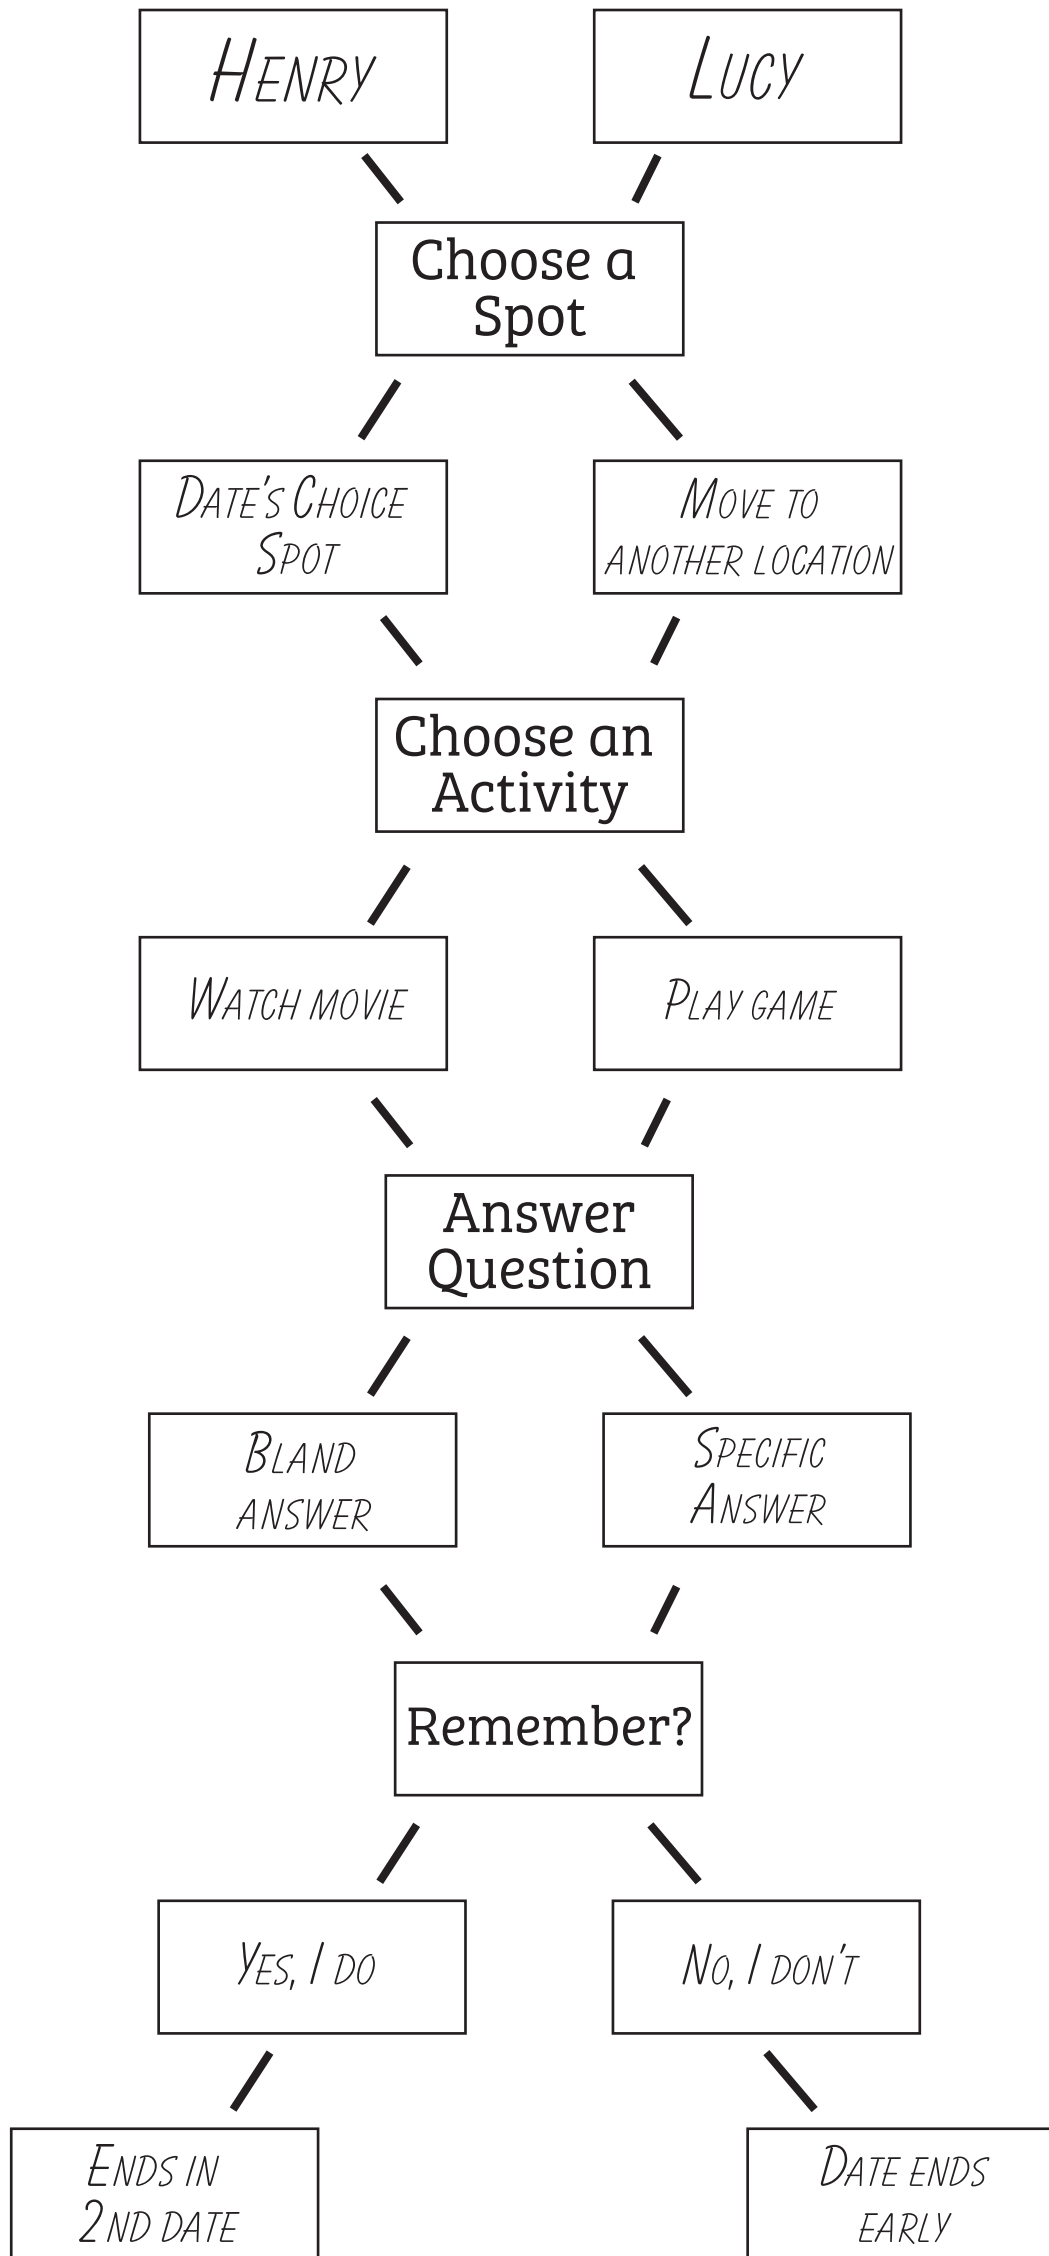 Henry
Lucy
Choose a
Spot
Date's Choice
Spot
Move to
another location
Choose an
Activity
Watch movie
Play game
Answer
Question
Bland
answer
Specific
Answer
Remember?
Yes, I do
No, I don't
Ends in
2nd date
Date ends
early